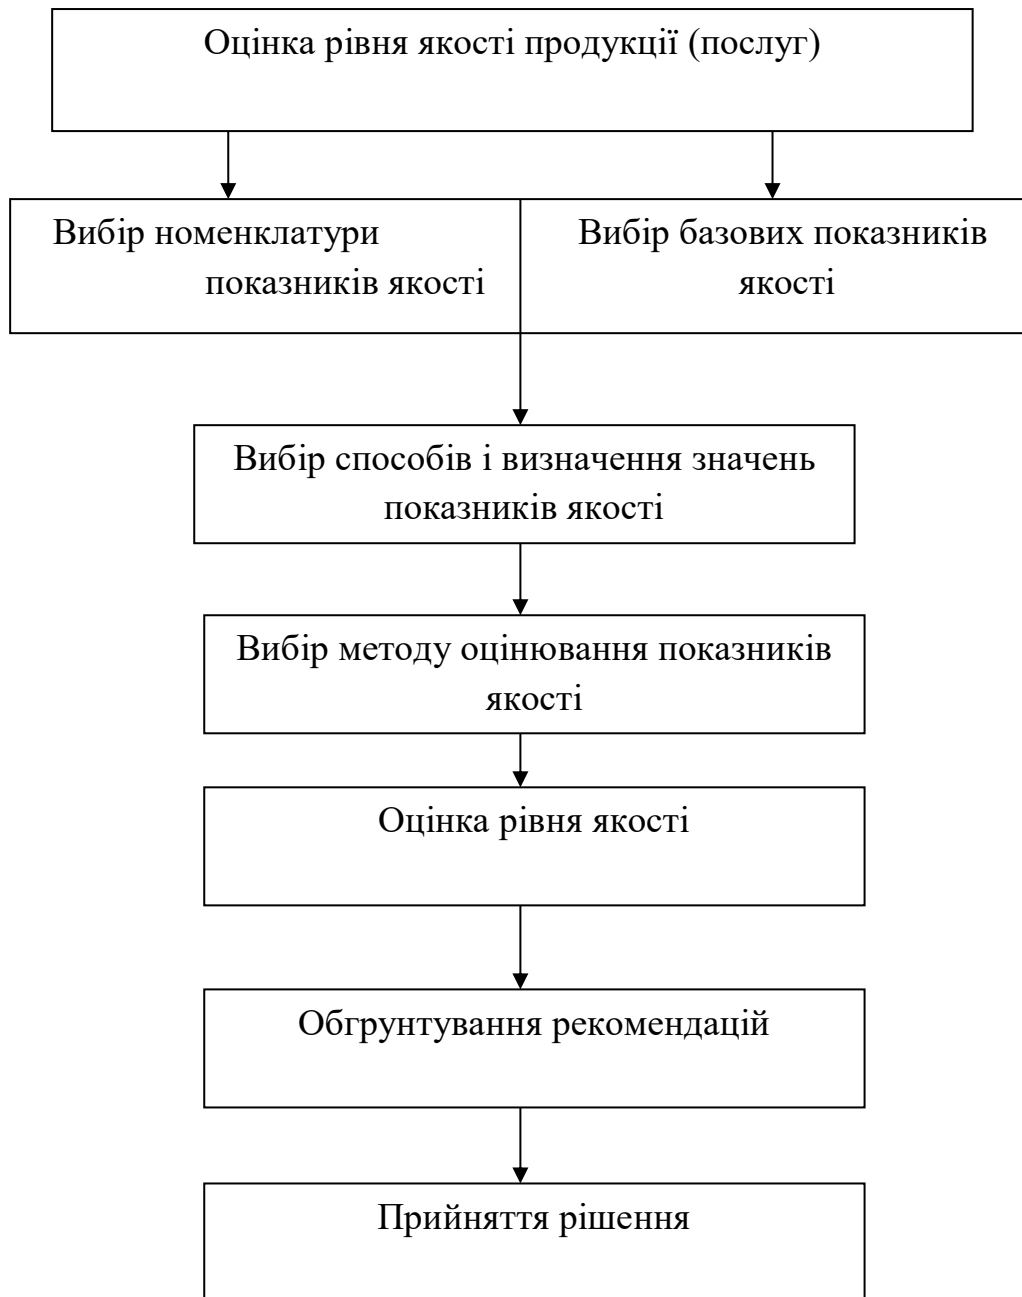 Оцінка рівня якості продукції (послуг)
Вибір номенклатури
показників якості
Вибір базових показників
якості
Вибір способів і визначення значень
показників якості
Вибір методу оцінювання показників
якості
Оцінка рівня якості
Обгрунтування рекомендацій
Прийняття рішення